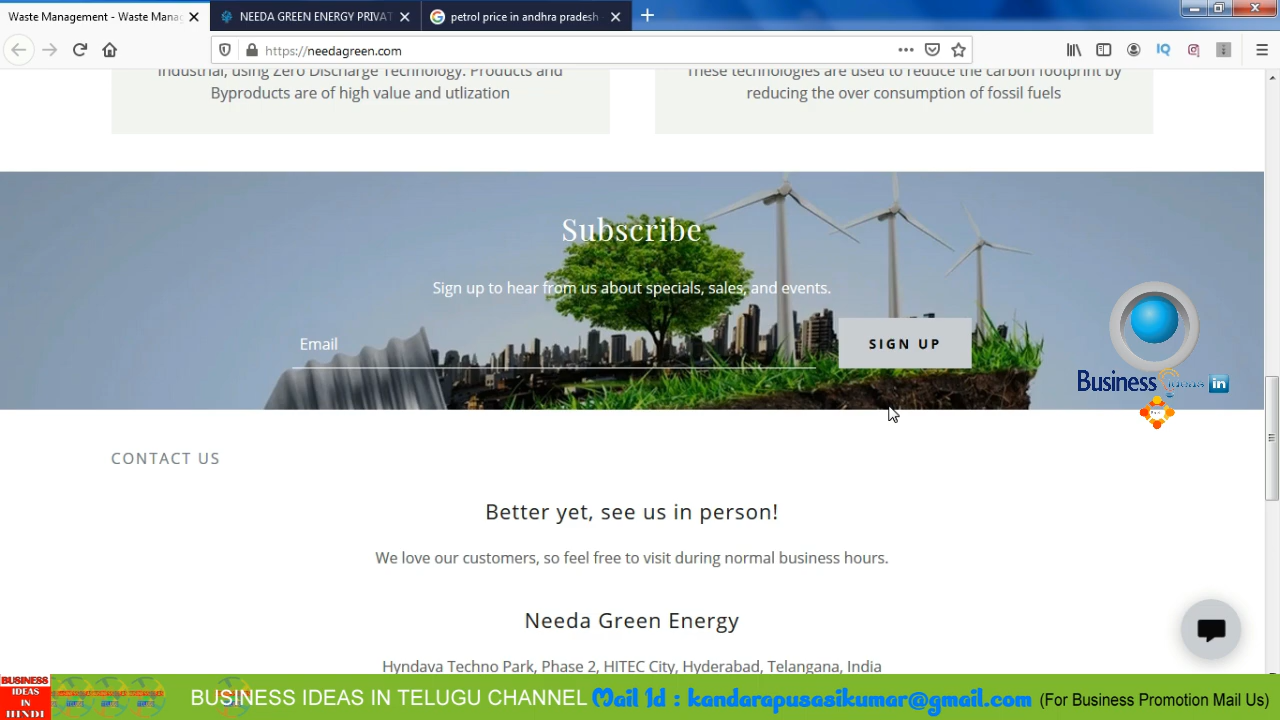 Waste Management - Waste Mana
NEEDA GREEN ENERGY PRIVAT
petrol price in andhra pradesh
https://needagreen.com
IQ
Industrial, using Zero Discharge Technology. Products and
Byproducts are of high value and utlization
These technologies are used to reduce the carbon footprint by
reducing the over consumption of fossil fuels
Subscribe
Sign up to hear from us about specials, sales, and events.
Email
SIGN UP
Business
in
CONTACT US
Better yet, see us in person!
We love our customers, so feel free to visit during normal business hours.
Needa Green Energy
Hyndava Techno Park, Phase 2, HITEC City, Hyderabad, Telangana, India
BUSINESS
IDEAS
IN
HINDI
BUSINESS IDEAS IN TELUGU CHANNEL Mail Id : kandarapusasikumar@gmail.com (For Business Promotion Mail Us)